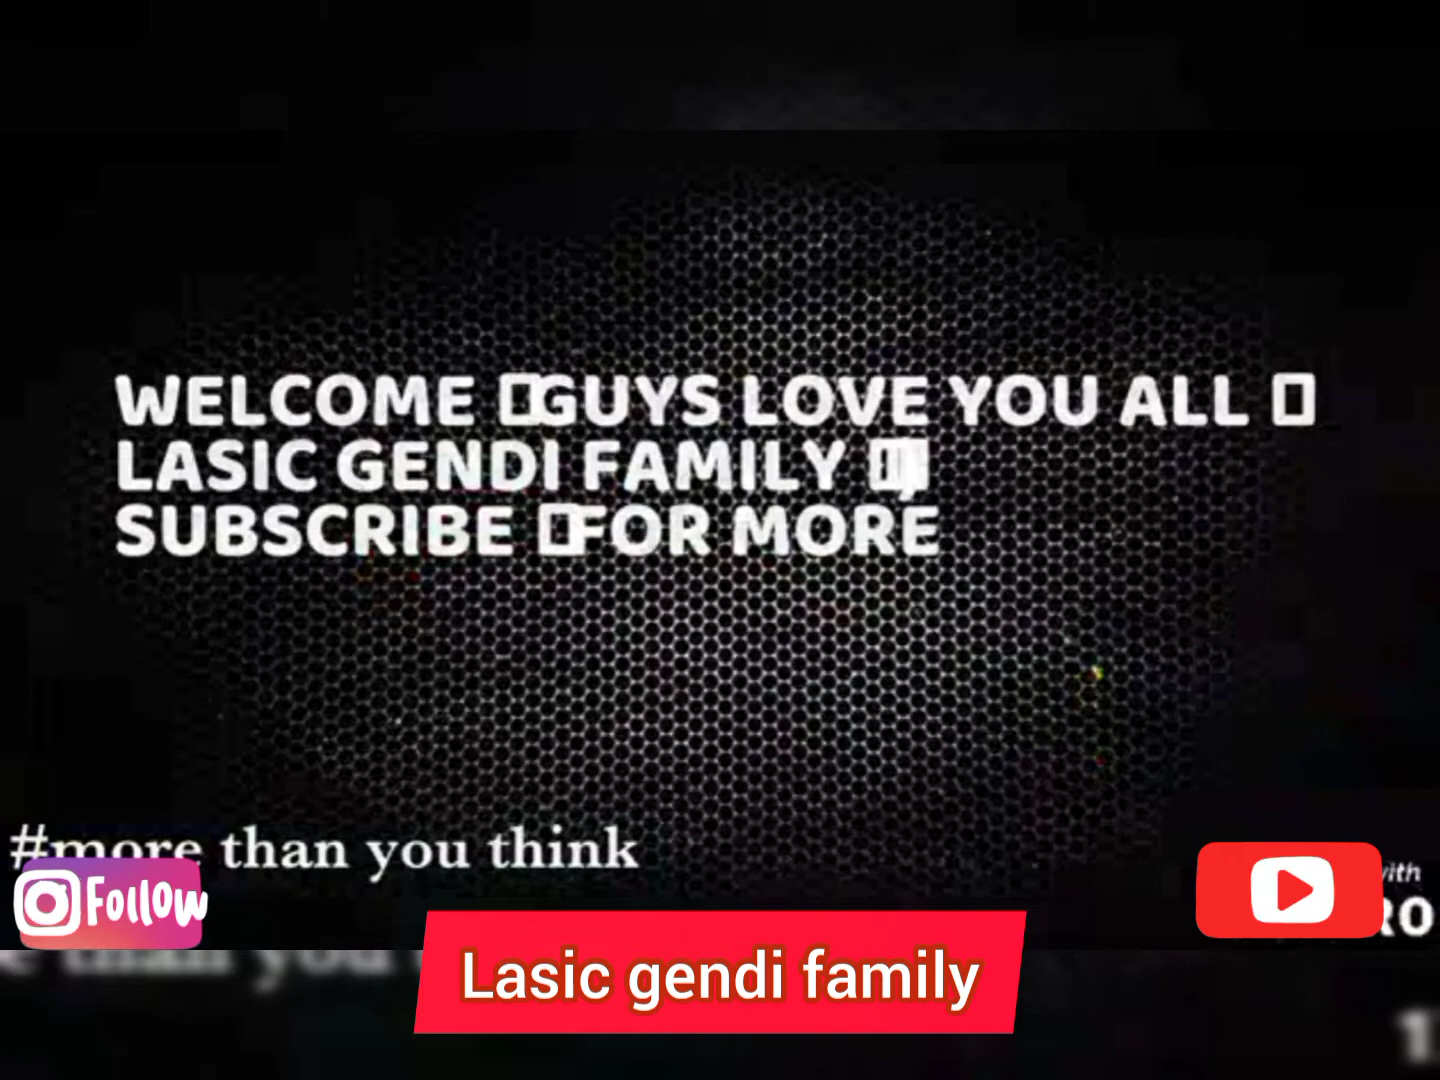 WELCOME GUYS LOVE YOU ALL
LASIC GENDI FAMILY
SUBSCRIBE FOR MORE
#more than you think
Follow
Lasic gendi family